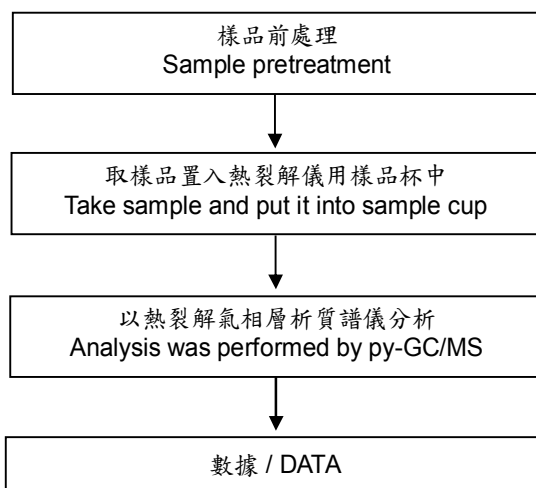 樣品前處理
Sample pretreatment
取樣品置入熱裂解儀用樣品杯中
Take sample and put it into sample cup
以熱裂解氣相層析質譜儀分析
Analysis was performed by py-GC/MS
數據 / DATA